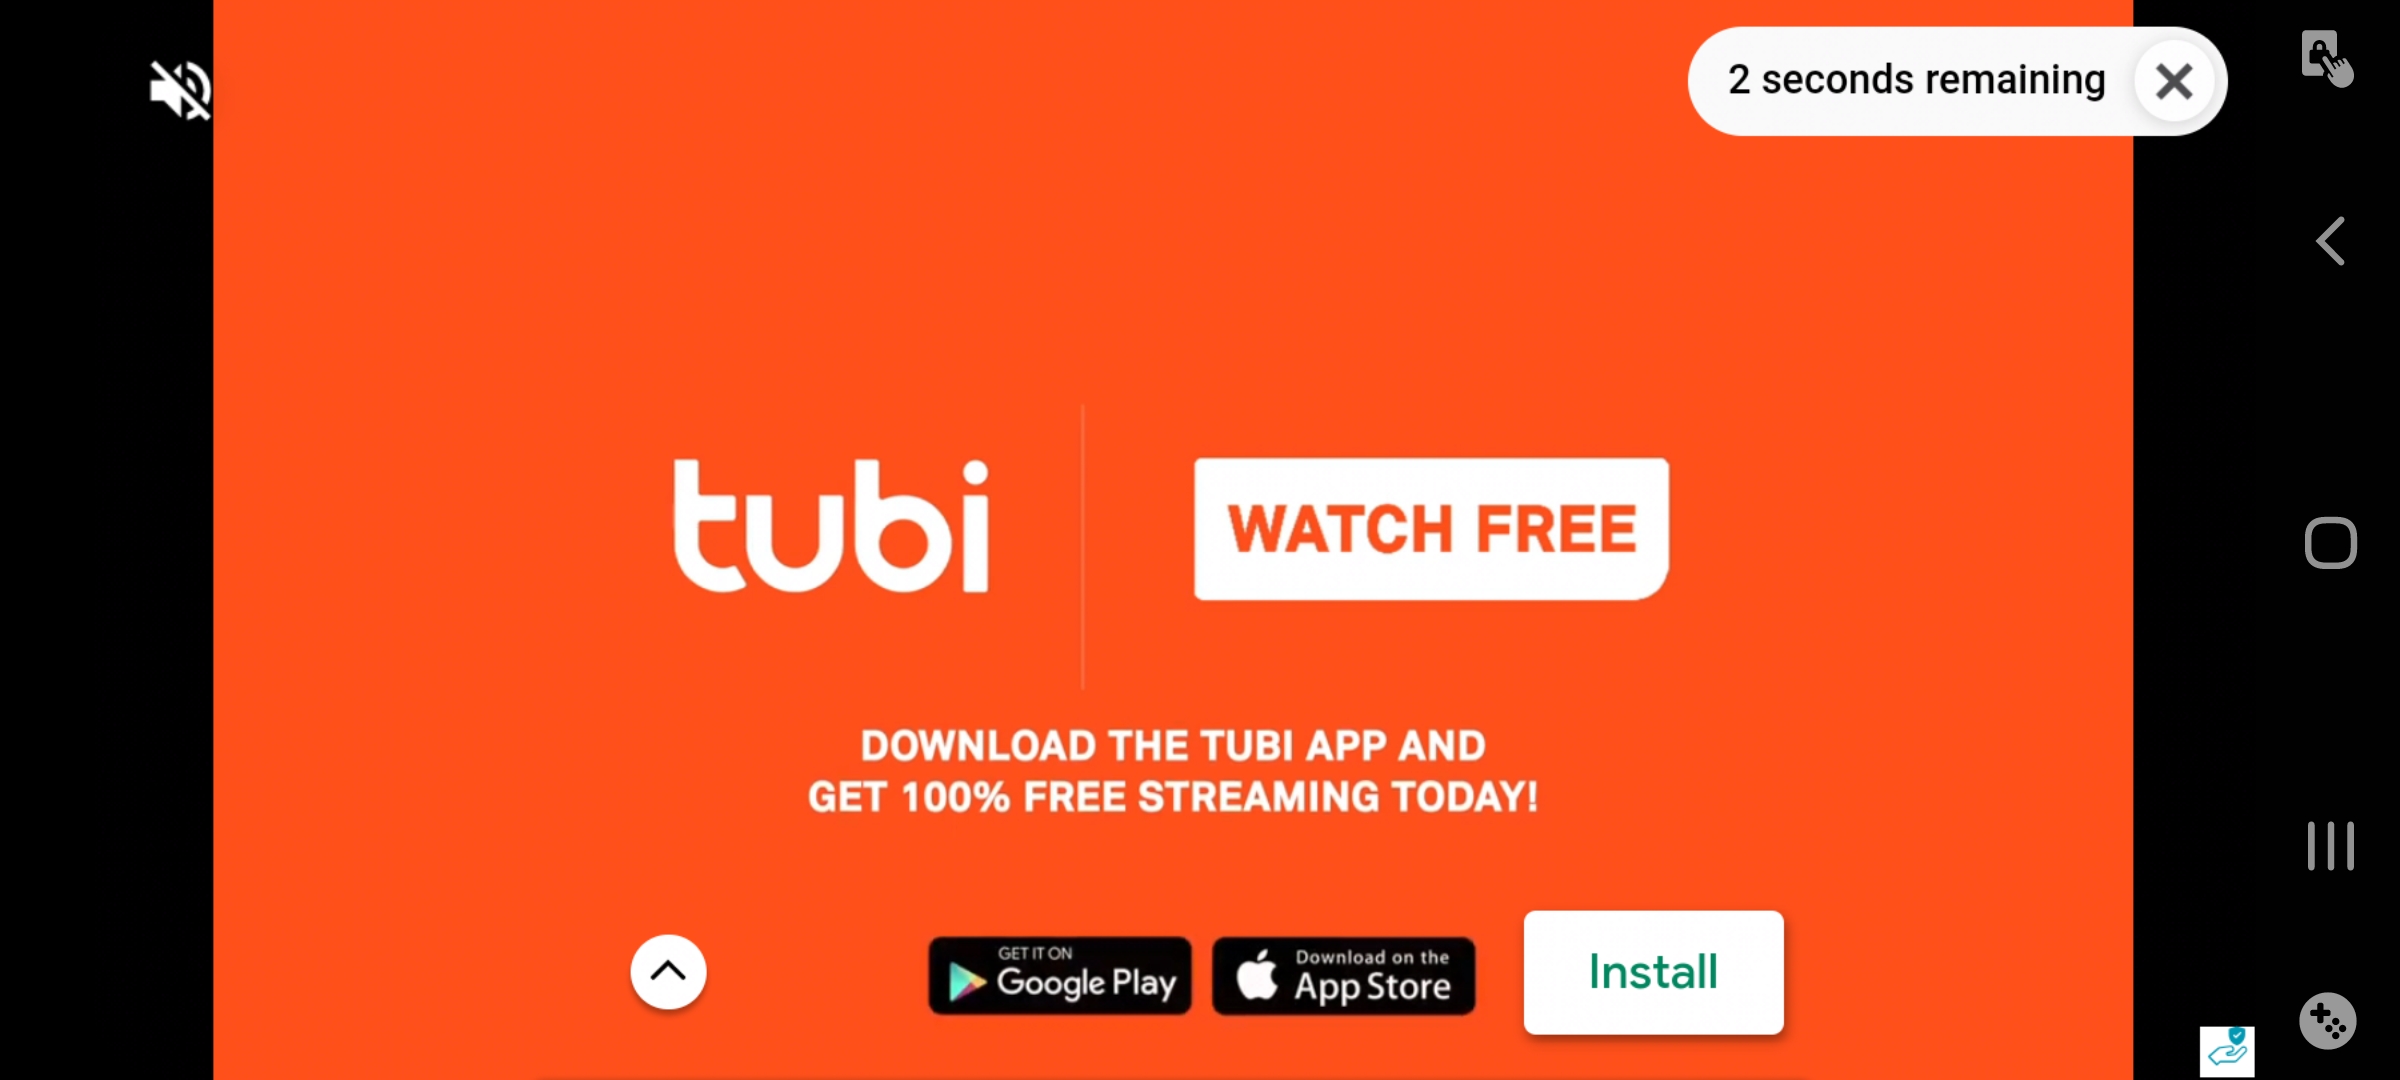 2 seconds remaining
tubi
WATCH FREE
DOWNLOAD THE TUBI APP AND
GET 100% FREE STREAMING TODAY!
GET IT ON
Google Play
Download on the
App Store
Install